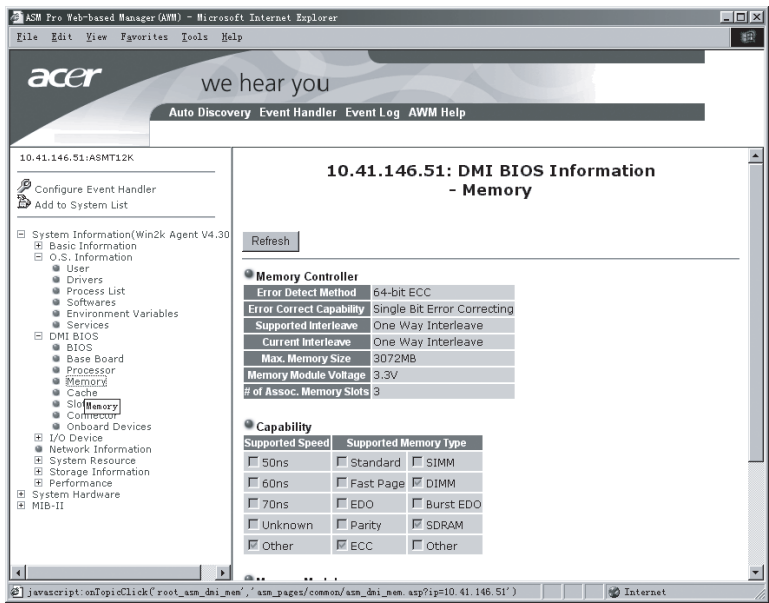 ASM Pro Web-based Manager(AWM) - Microsoft Internet Explorer
File Edit View Favorites Tools Help
acer
we hear you
Auto Discovery Event Handler Event Log AWM Help
10.41.146.51:ASMT12K
Configure Event Handler
Add to System List
System Information(Win2k Agent V4.30
Basic Information
O.S. Information
User
Drivers
Process List
Softwares
Environment Variables
Services
DMI BIOS
BIOS
Base Board
Processor
Memory
Cache
Slo
Memory
Connector
Onboard Devices
I/O Device
Network Information
System Resource
Storage Information
Performance
System Hardware
MIB-II
10.41.146.51: DMI BIOS Information
- Memory
Refresh
Memory Controller
Error Detect Method 64-bit ECC
Error Correct Capability Single Bit Error Correcting
Supported Interleave One Way Interleave
Current Interleave One Way Interleave
Max. Memory Size 3072MB
Memory Module Voltage 3.3V
# of Assoc. Memory Slots 3
Capability
Supported Speed Supported Memory Type
50ns Standard SIMM
60ns Fast Page DIMM
70ns EDO Burst EDO
Unknown Parity SDRAM
Other ECC Other
javascript:onTopicClick('root_asm_dmi_mem','asm_pages/common/asm_dmi_mem.asp?ip=10.41.146.51')
Internet